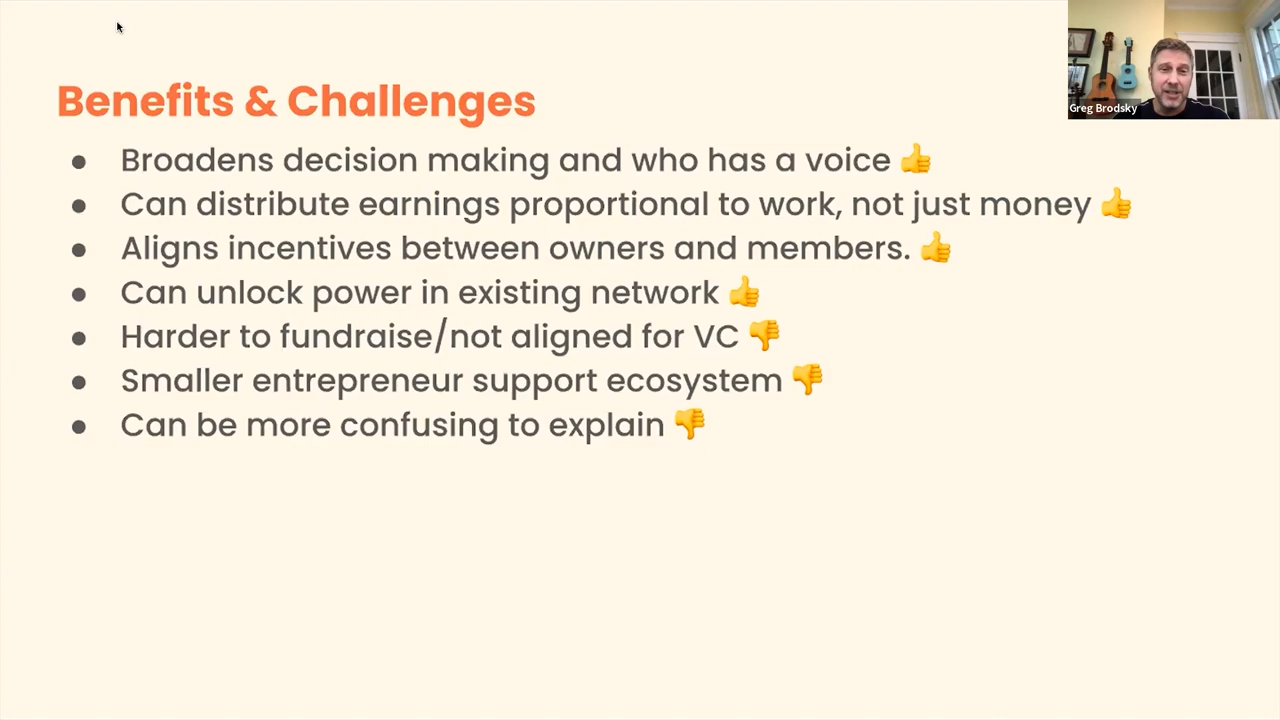 Benefits & Challenges
● Broadens decision making and who has a voice 👍
● Can distribute earnings proportional to work, not just money 👍
● Aligns incentives between owners and members. 👍
● Can unlock power in existing network 👍
● Harder to fundraise/not aligned for VC 👎
● Smaller entrepreneur support ecosystem 👎
● Can be more confusing to explain 👎
Greg Brodsky